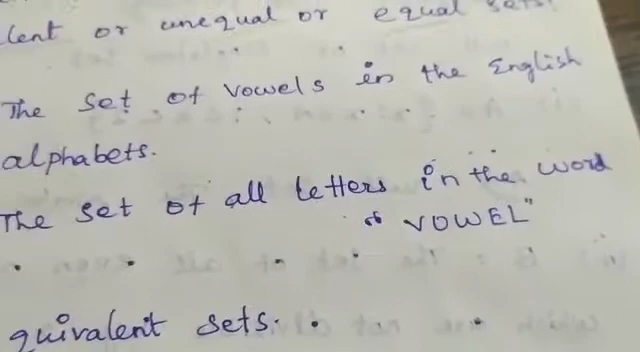 lent or unequal or equal sets.
The set of vowels in the English
alphabets.
The set of all letters in the word
" VOWEL"
quivalent sets.